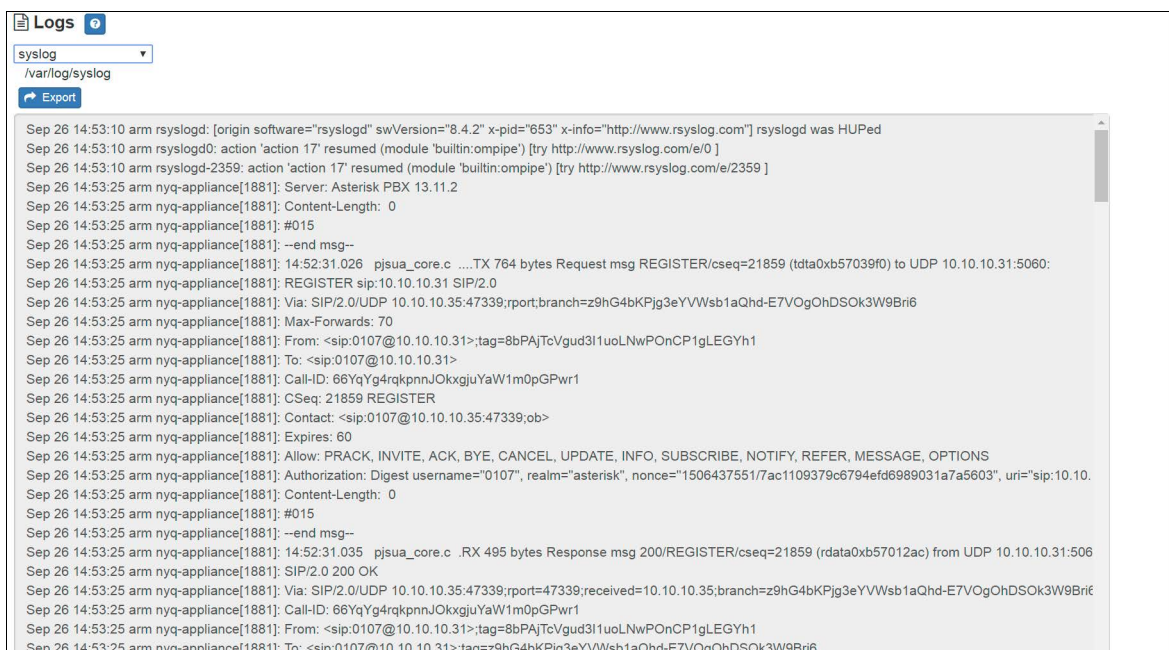 Logs ?
syslog
/var/log/syslog
Export
Sep 26 14:53:10 arm rsyslogd: [origin software="rsyslogd" swVersion="8.4.2" x-pid="653" x-info="http://www.rsyslog.com"] rsyslogd was HUPed
Sep 26 14:53:10 arm rsyslogd0: action 'action 17' resumed (module 'builtin:ompipe') [try http://www.rsyslog.com/e/0 ]
Sep 26 14:53:10 arm rsyslogd-2359: action 'action 17' resumed (module 'builtin:ompipe') [try http://www.rsyslog.com/e/2359 ]
Sep 26 14:53:25 arm nyq-appliance[1881]: Server: Asterisk PBX 13.11.2
Sep 26 14:53:25 arm nyq-appliance[1881]: Content-Length:  0
Sep 26 14:53:25 arm nyq-appliance[1881]: #015
Sep 26 14:53:25 arm nyq-appliance[1881]: --end msg--
Sep 26 14:53:25 arm nyq-appliance[1881]: 14:52:31.026   pjsua_core.c  ....TX 764 bytes Request msg REGISTER/cseq=21859 (tdta0xb57039f0) to UDP 10.10.10.31:5060:
Sep 26 14:53:25 arm nyq-appliance[1881]: REGISTER sip:10.10.10.31 SIP/2.0
Sep 26 14:53:25 arm nyq-appliance[1881]: Via: SIP/2.0/UDP 10.10.10.35:47339;rport;branch=z9hG4bKPjg3eYVWsb1aQhd-E7VOgOhDSOk3W9Bri6
Sep 26 14:53:25 arm nyq-appliance[1881]: Max-Forwards: 70
Sep 26 14:53:25 arm nyq-appliance[1881]: From: <sip:0107@10.10.10.31>;tag=8bPAjTcVgud3I1uoLNwPOnCP1gLEGYh1
Sep 26 14:53:25 arm nyq-appliance[1881]: To: <sip:0107@10.10.10.31>
Sep 26 14:53:25 arm nyq-appliance[1881]: Call-ID: 66YqYg4rqkpnnJOkxgjuYaW1m0pGPwr1
Sep 26 14:53:25 arm nyq-appliance[1881]: CSeq: 21859 REGISTER
Sep 26 14:53:25 arm nyq-appliance[1881]: Contact: <sip:0107@10.10.10.35:47339;ob>
Sep 26 14:53:25 arm nyq-appliance[1881]: Expires: 60
Sep 26 14:53:25 arm nyq-appliance[1881]: Allow: PRACK, INVITE, ACK, BYE, CANCEL, UPDATE, INFO, SUBSCRIBE, NOTIFY, REFER, MESSAGE, OPTIONS
Sep 26 14:53:25 arm nyq-appliance[1881]: Authorization: Digest username="0107", realm="asterisk", nonce="1506437551/7ac1109379c6794efd6989031a7a5603", uri="sip:10.10.
Sep 26 14:53:25 arm nyq-appliance[1881]: Content-Length:  0
Sep 26 14:53:25 arm nyq-appliance[1881]: #015
Sep 26 14:53:25 arm nyq-appliance[1881]: --end msg--
Sep 26 14:53:25 arm nyq-appliance[1881]: 14:52:31.035   pjsua_core.c  .RX 495 bytes Response msg 200/REGISTER/cseq=21859 (rdata0xb57012ac) from UDP 10.10.10.31:506
Sep 26 14:53:25 arm nyq-appliance[1881]: SIP/2.0 200 OK
Sep 26 14:53:25 arm nyq-appliance[1881]: Via: SIP/2.0/UDP 10.10.10.35:47339;rport=47339;received=10.10.10.35;branch=z9hG4bKPjg3eYVWsb1aQhd-E7VOgOhDSOk3W9Bri6
Sep 26 14:53:25 arm nyq-appliance[1881]: Call-ID: 66YqYg4rqkpnnJOkxgjuYaW1m0pGPwr1
Sep 26 14:53:25 arm nyq-appliance[1881]: From: <sip:0107@10.10.10.31>;tag=8bPAjTcVgud3I1uoLNwPOnCP1gLEGYh1
Sep 26 14:53:25 arm nyq-appliance[1881]: To: <sip:0107@10.10.10.31>;tag=z9hG4bKPjg3eYVWsb1aQhd-E7VOgOhDSOk3W9Bri6